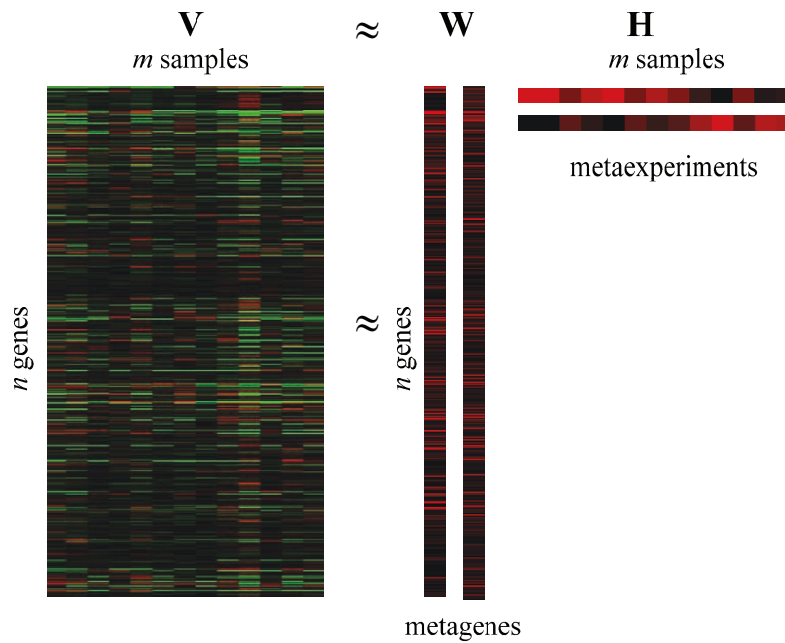 V ≈ W H
m samples m samples
metaexperiments
n genes
≈
n genes
metagenes